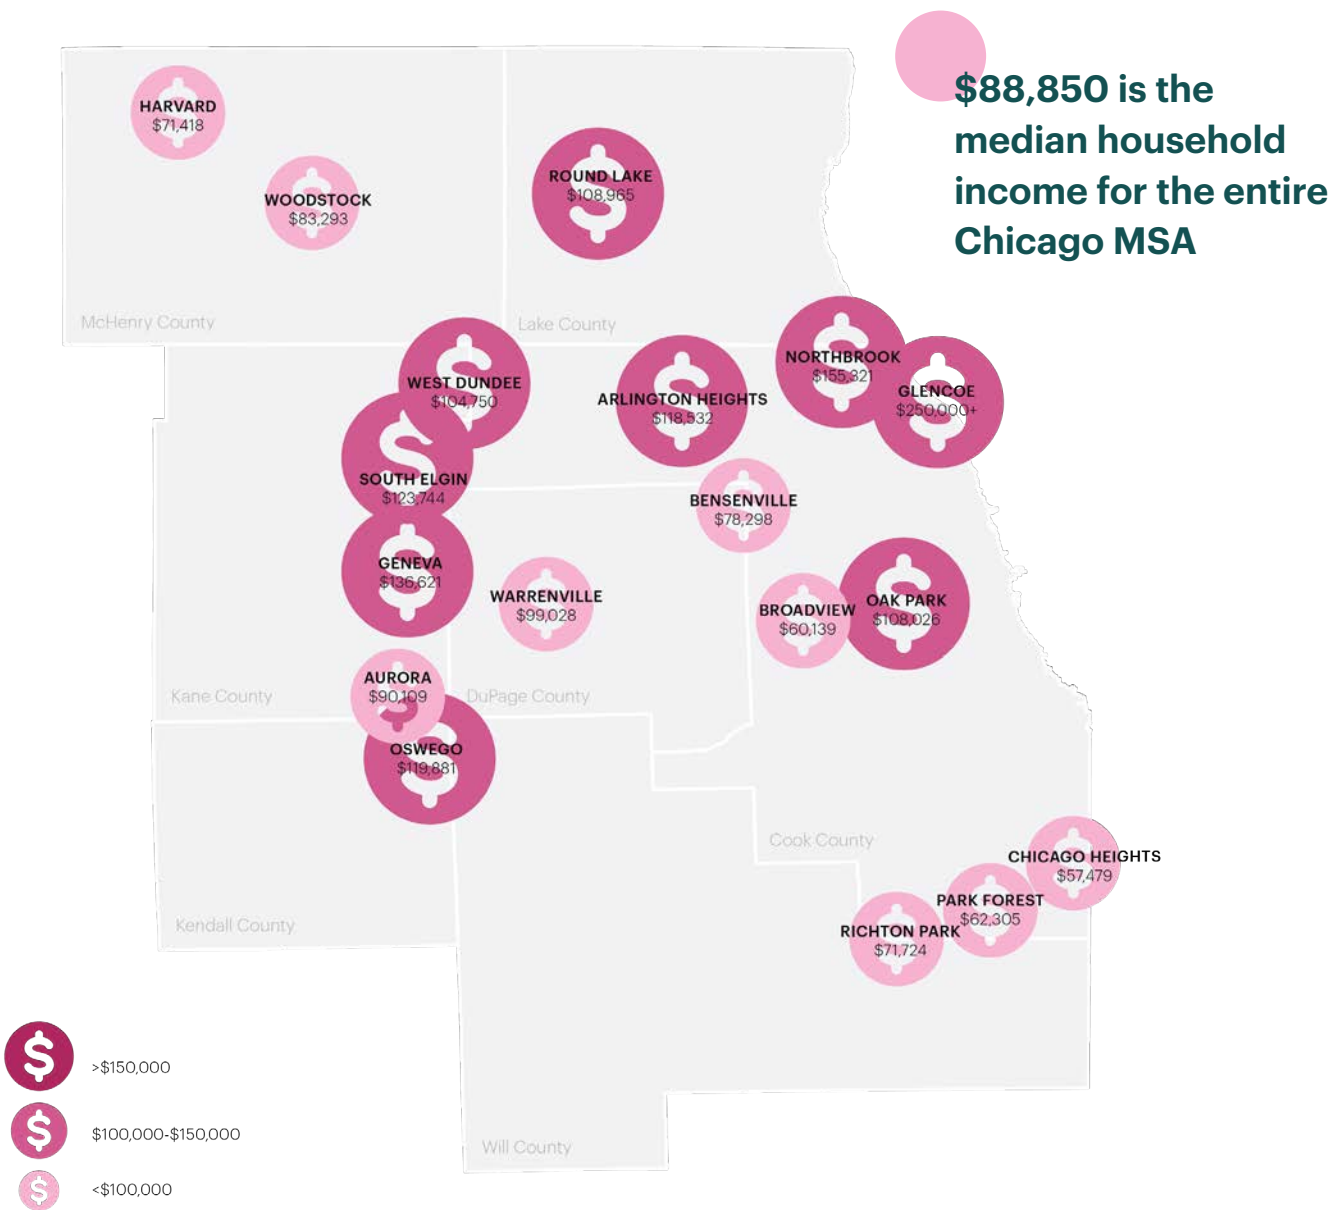 $88,850 is the
median household
income for the entire
Chicago MSA
HARVARD
$71,418
WOODSTOCK
$83,293
ROUND LAKE
$108,965
McHenry County
Lake County
NORTHBROOK
$155,321
GLENCOE
$250,000+
WEST DUNDEE
$104,750
ARLINGTON HEIGHTS
$118,532
SOUTH ELGIN
$123,744
BENSENVILLE
$78,298
GENEVA
$136,621
WARRENVILLE
$99,028
BROADVIEW
$60,139
OAK PARK
$108,026
AURORA
$90,109
Kane County
DuPage County
OSWEGO
$119,881
Cook County
CHICAGO HEIGHTS
$57,479
PARK FOREST
$62,305
RICHTON PARK
$71,724
Kendall County
Will County
>$150,000
$100,000-$150,000
<$100,000